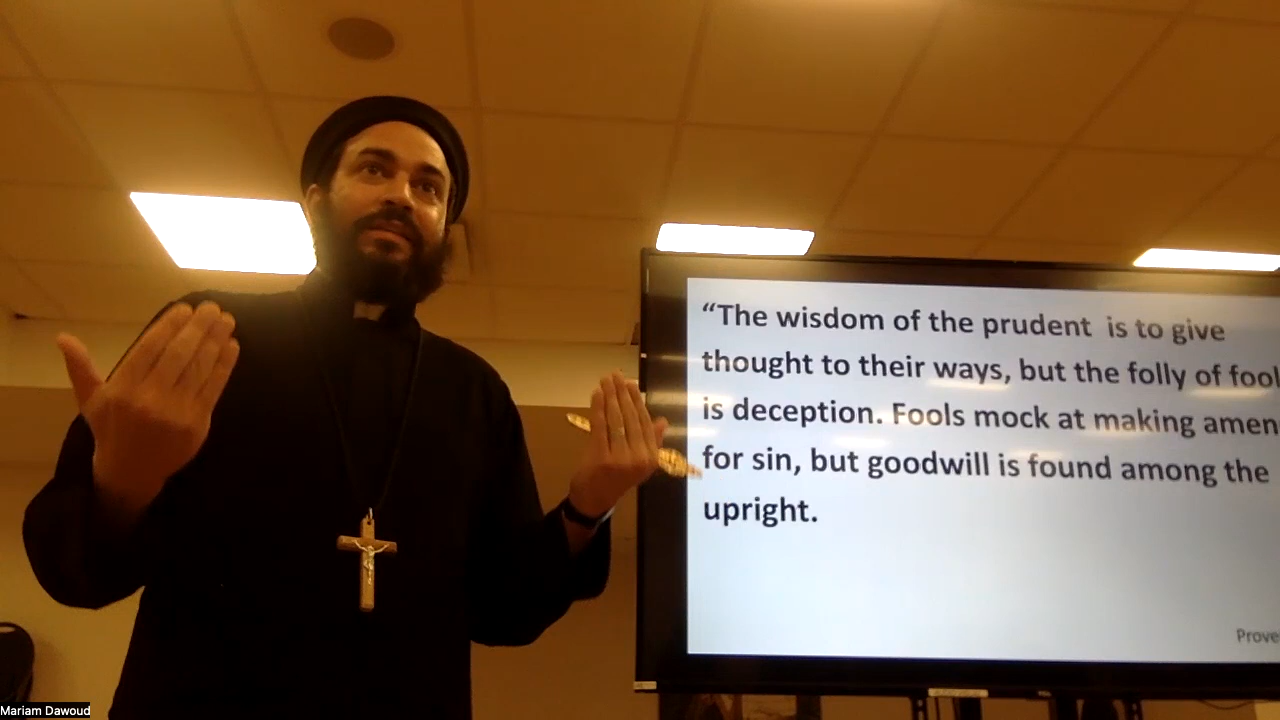 “The wisdom of the prudent is to give
thought to their ways, but the folly of fool
is deception. Fools mock at making amen
for sin, but goodwill is found among the
upright.
Prove
Mariam Dawoud